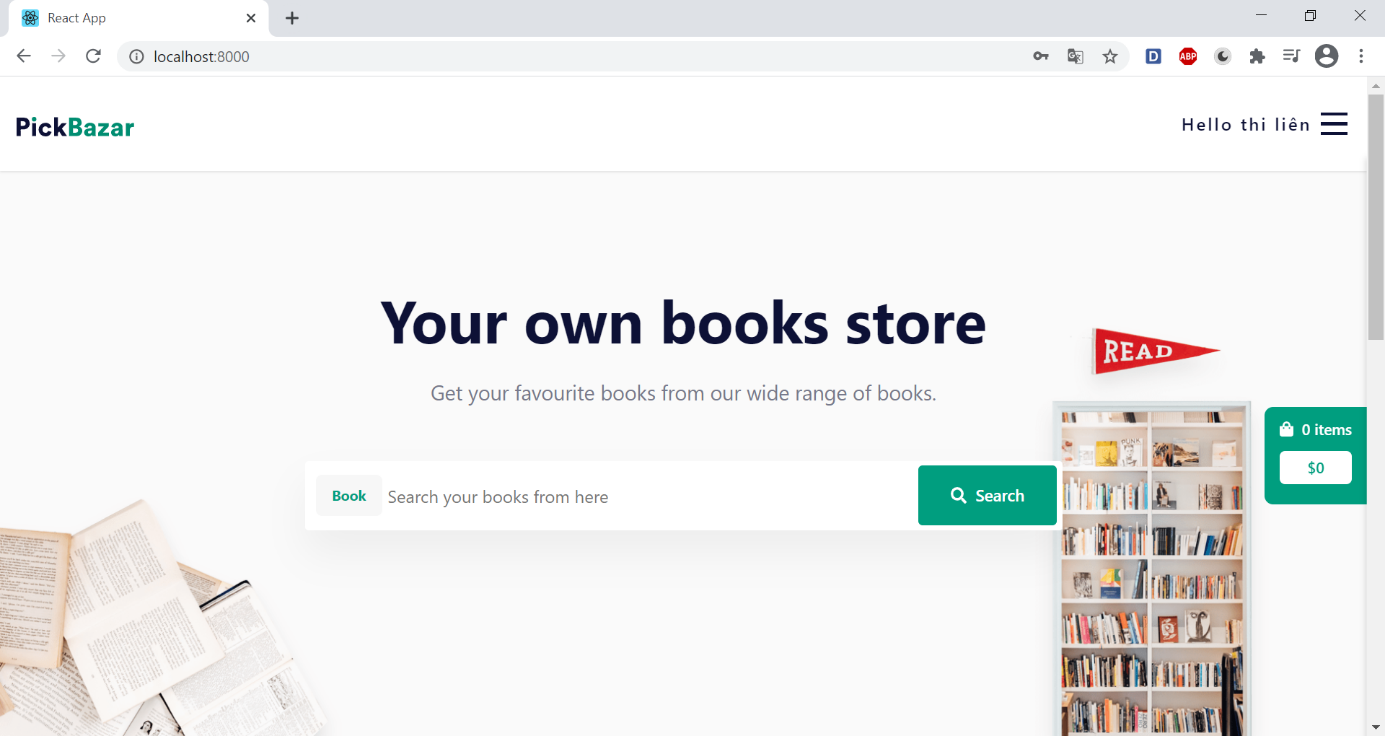 React App
localhost:8000
D
ABP
PickBazar
Hello thi liên
Your own books store
Get your favourite books from our wide range of books.
READ
0 items
$0
Book
Search your books from here
Search